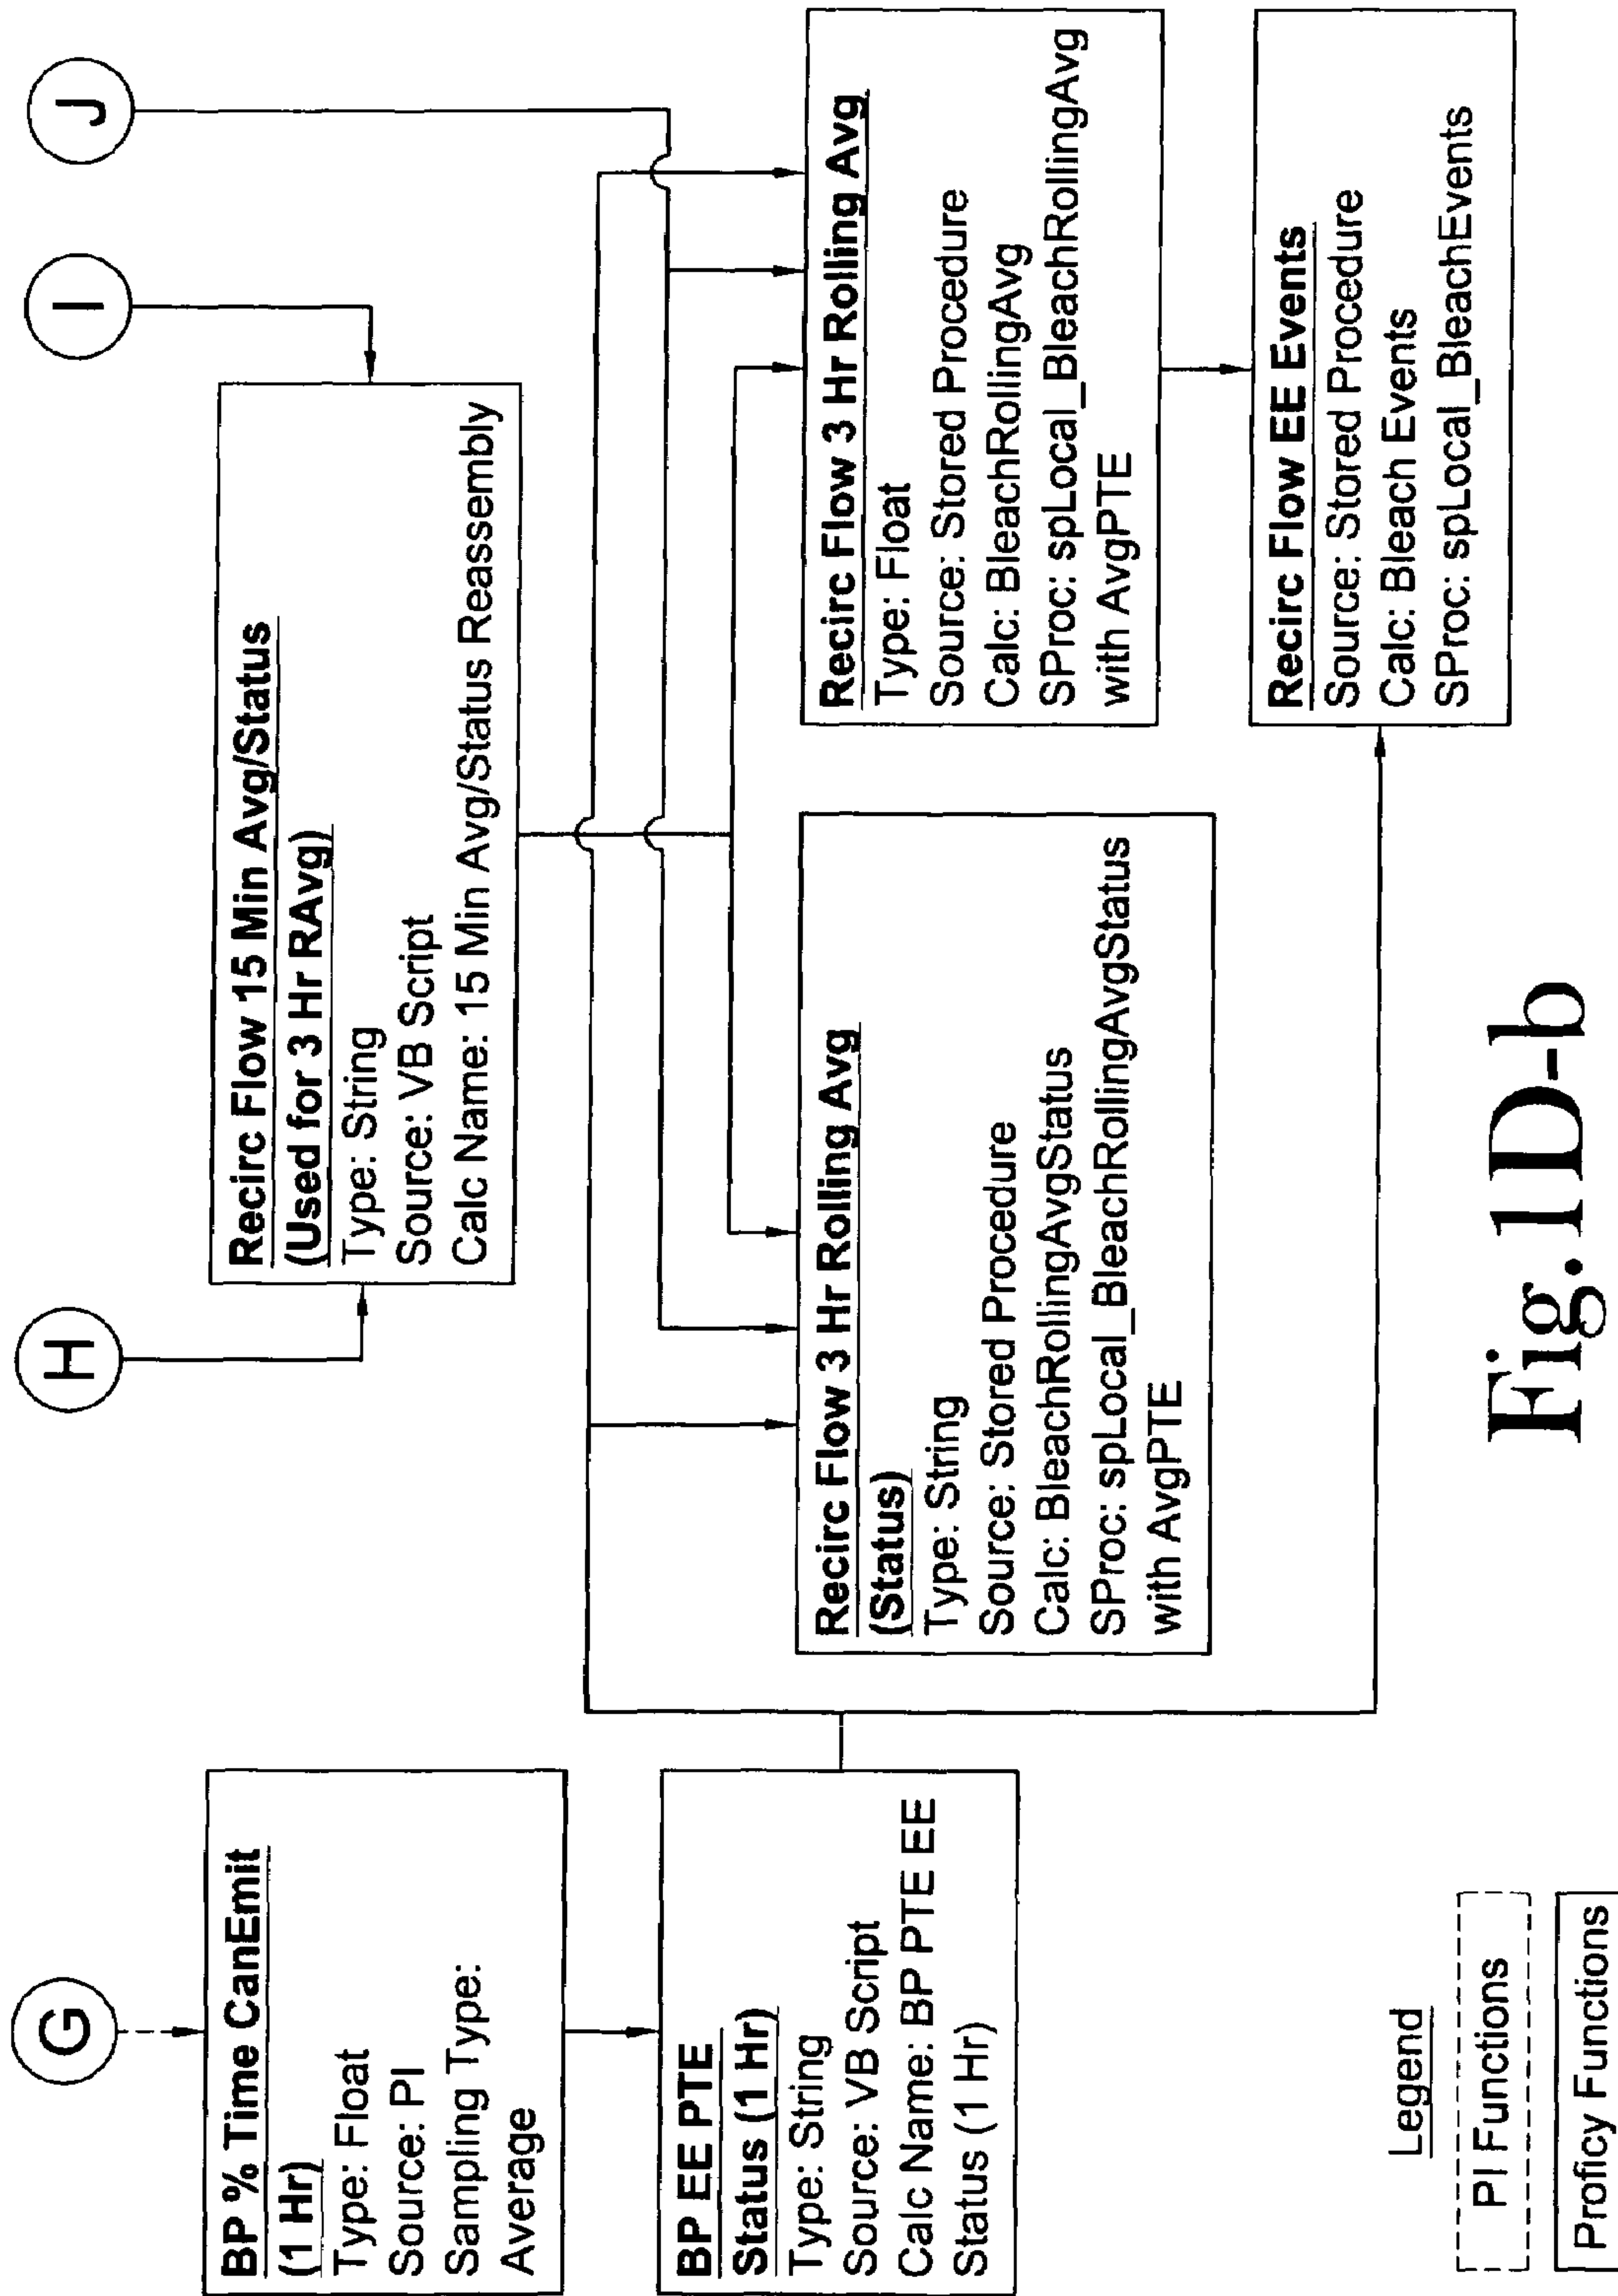 G
H
I
J
BP % Time CanEmit
(1 Hr)
Type: Float
Source: PI
Sampling Type:
Average
BP EE PTE
Status (1 Hr)
Type: String
Source: VB Script
Calc Name: BP PTE EE
Status (1 Hr)
Recirc Flow 15 Min Avg/Status
(Used for 3 Hr RAvg)
Type: String
Source: VB Script
Calc Name: 15 Min Avg/Status Reassembly
Recirc Flow 3 Hr Rolling Avg
(Status)
Type: String
Source: Stored Procedure
Calc: BleachRollingAvgStatus
SProc: spLocal_BleachRollingAvgStatus
with AvgPTE
Recirc Flow 3 Hr Rolling Avg
Type: Float
Source: Stored Procedure
Calc: BleachRollingAvg
SProc: spLocal_BleachRollingAvg
with AvgPTE
Recirc Flow EE Events
Source: Stored Procedure
Calc: Bleach Events
SProc: spLocal_BleachEvents
Legend
PI Functions
Proficy Functions
Fig.1D-b